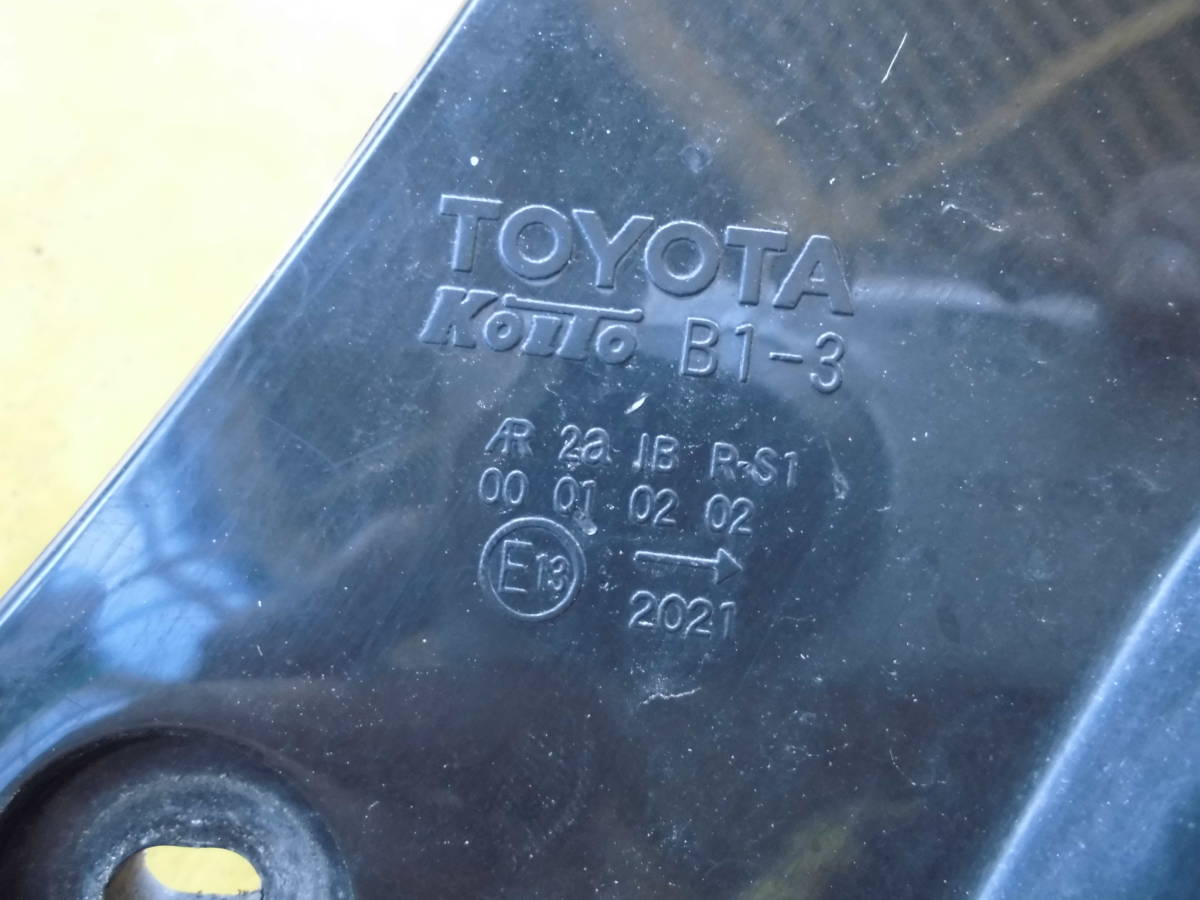 TOYOTA
KOITO B1-3
AR 2a IB R-S1
00 01 02 02
E13 →
2021